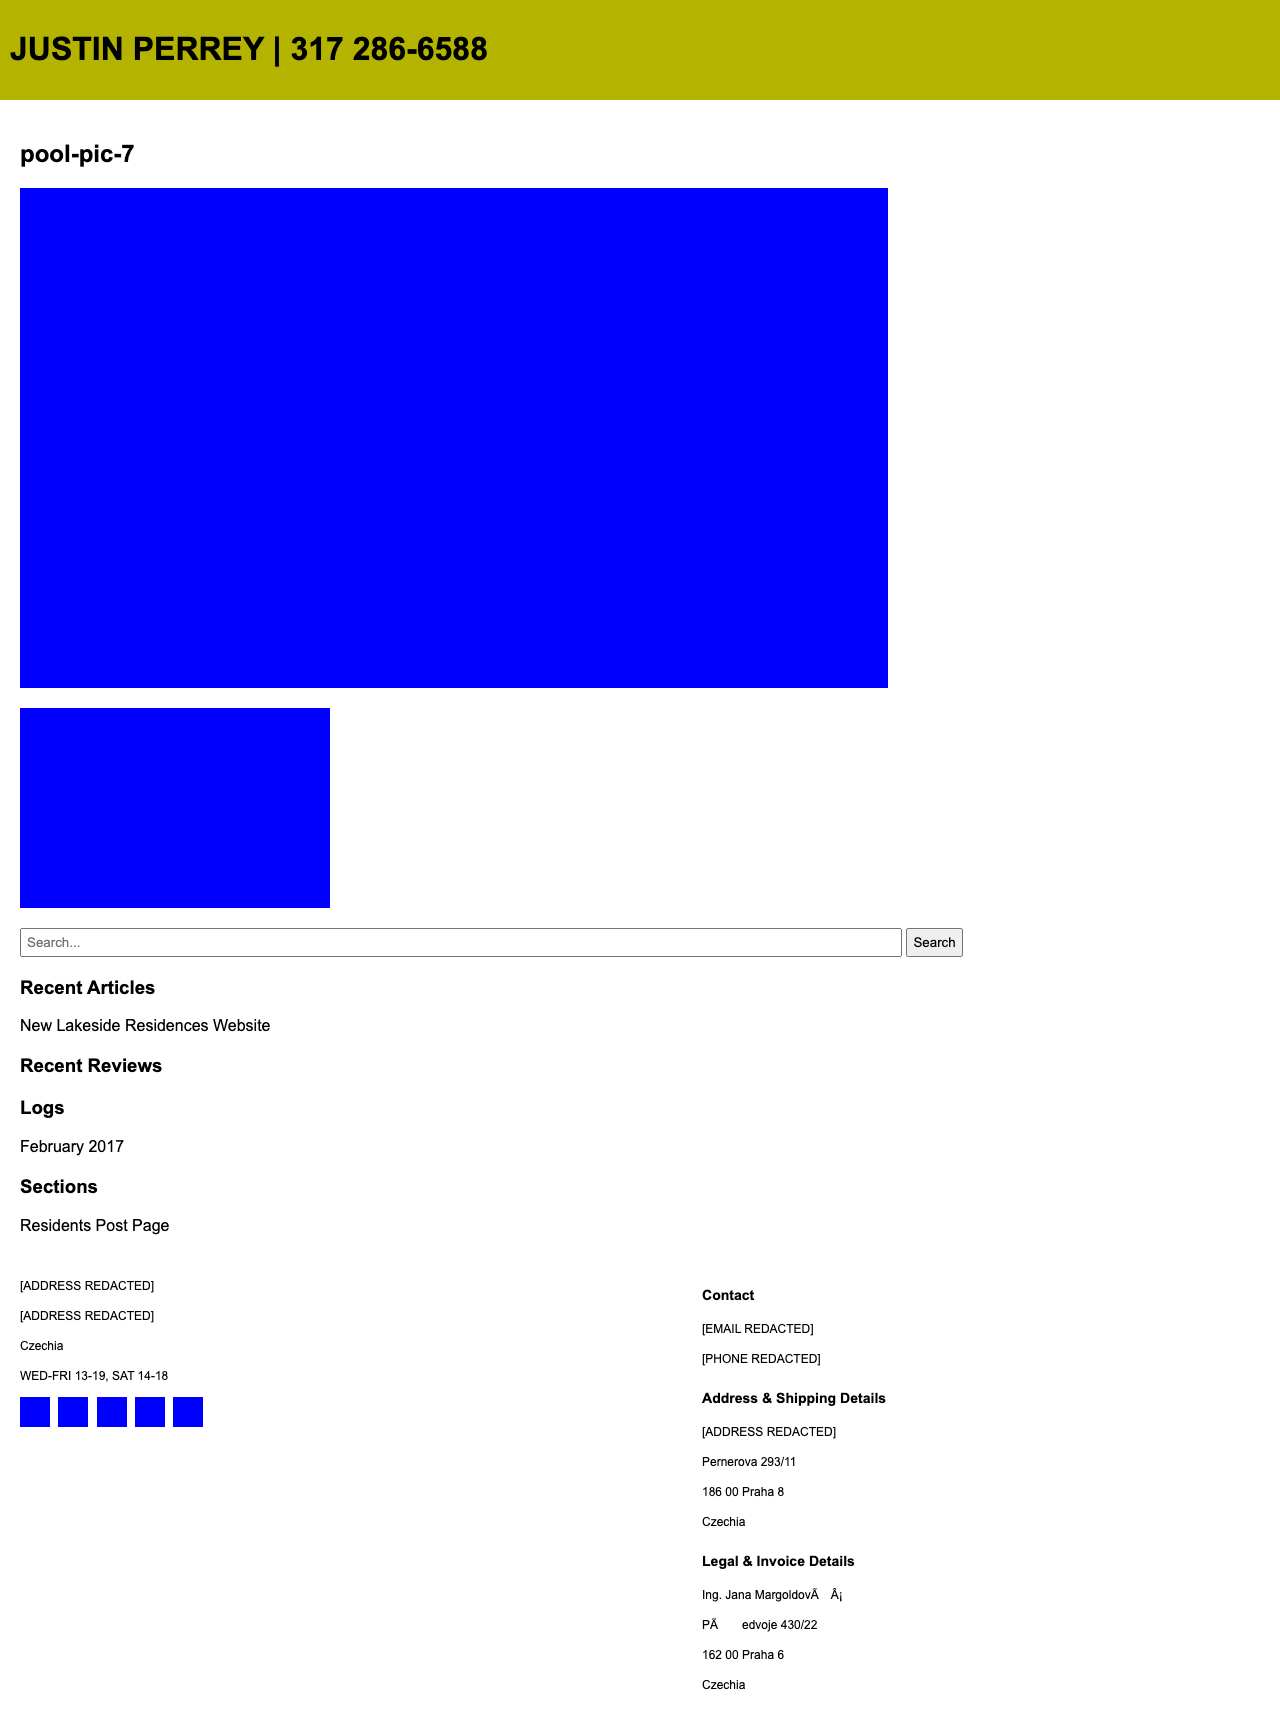 JUSTIN PERREY | 317 286-6588
pool-pic-7
Search...
Search
Recent Articles
New Lakeside Residences Website
Recent Reviews
Logs
February 2017
Sections
Residents Post Page
[ADDRESS REDACTED]
[ADDRESS REDACTED]
Czechia
WED-FRI 13-19, SAT 14-18
Contact
[EMAIL REDACTED]
[PHONE REDACTED]
Address & Shipping Details
[ADDRESS REDACTED]
Pernerova 293/11
186 00 Praha 8
Czechia
Legal & Invoice Details
Ing. Jana MargoldovÃ Â¡
PÃ edvoje 430/22
162 00 Praha 6
Czechia